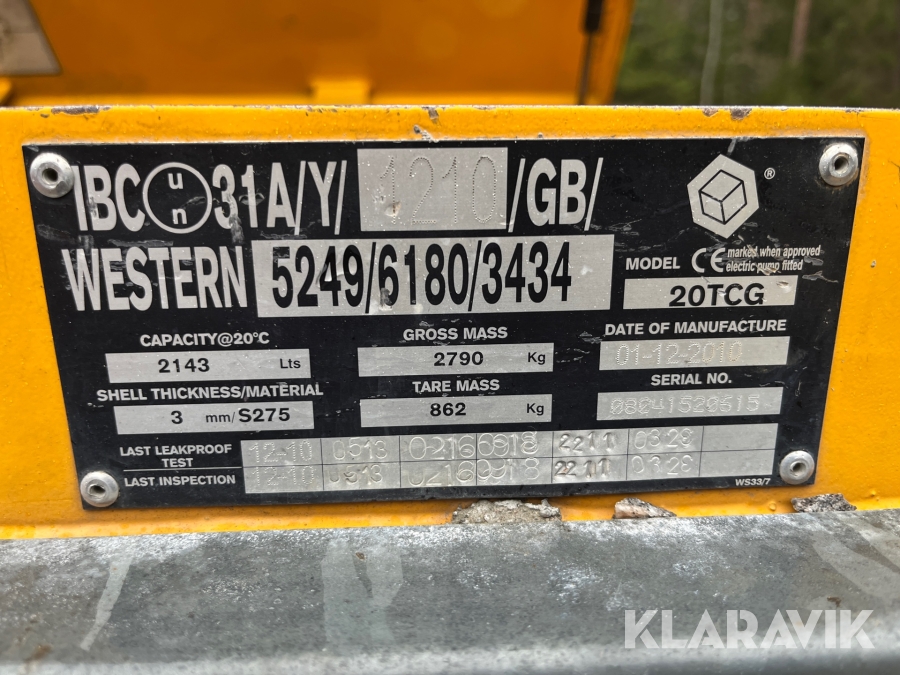 IBC un 31A/Y/ 1210 /GB/
WESTERN 5249/6180/3434
®
MODEL CE marked when approved
electric pump fitted
20TCG
CAPACITY@20°C
2143 Lts
GROSS MASS
2790 Kg
DATE OF MANUFACTURE
01-12-2010
SHELL THICKNESS/MATERIAL
3 mm/S275
TARE MASS
862 Kg
SERIAL NO.
LAST LEAKPROOF TEST 12-10 0513 0216 0918 2211 0323
LAST INSPECTION 12-10 0513 0216 0918 2211 0323
WS33/7
KLARAVIK